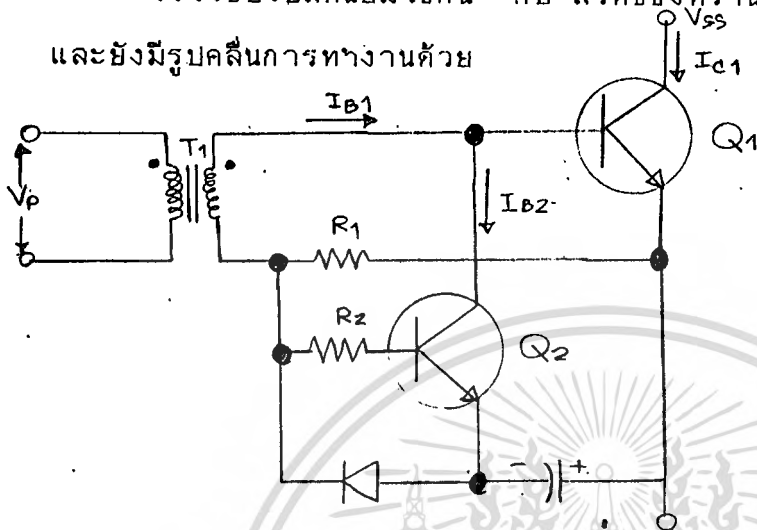 และยังมีรูปคลื่นการทำงานด้วย
VSS
IC1
IB1
Q1
T1
VP
IB2
R1
R2
Q2
- +